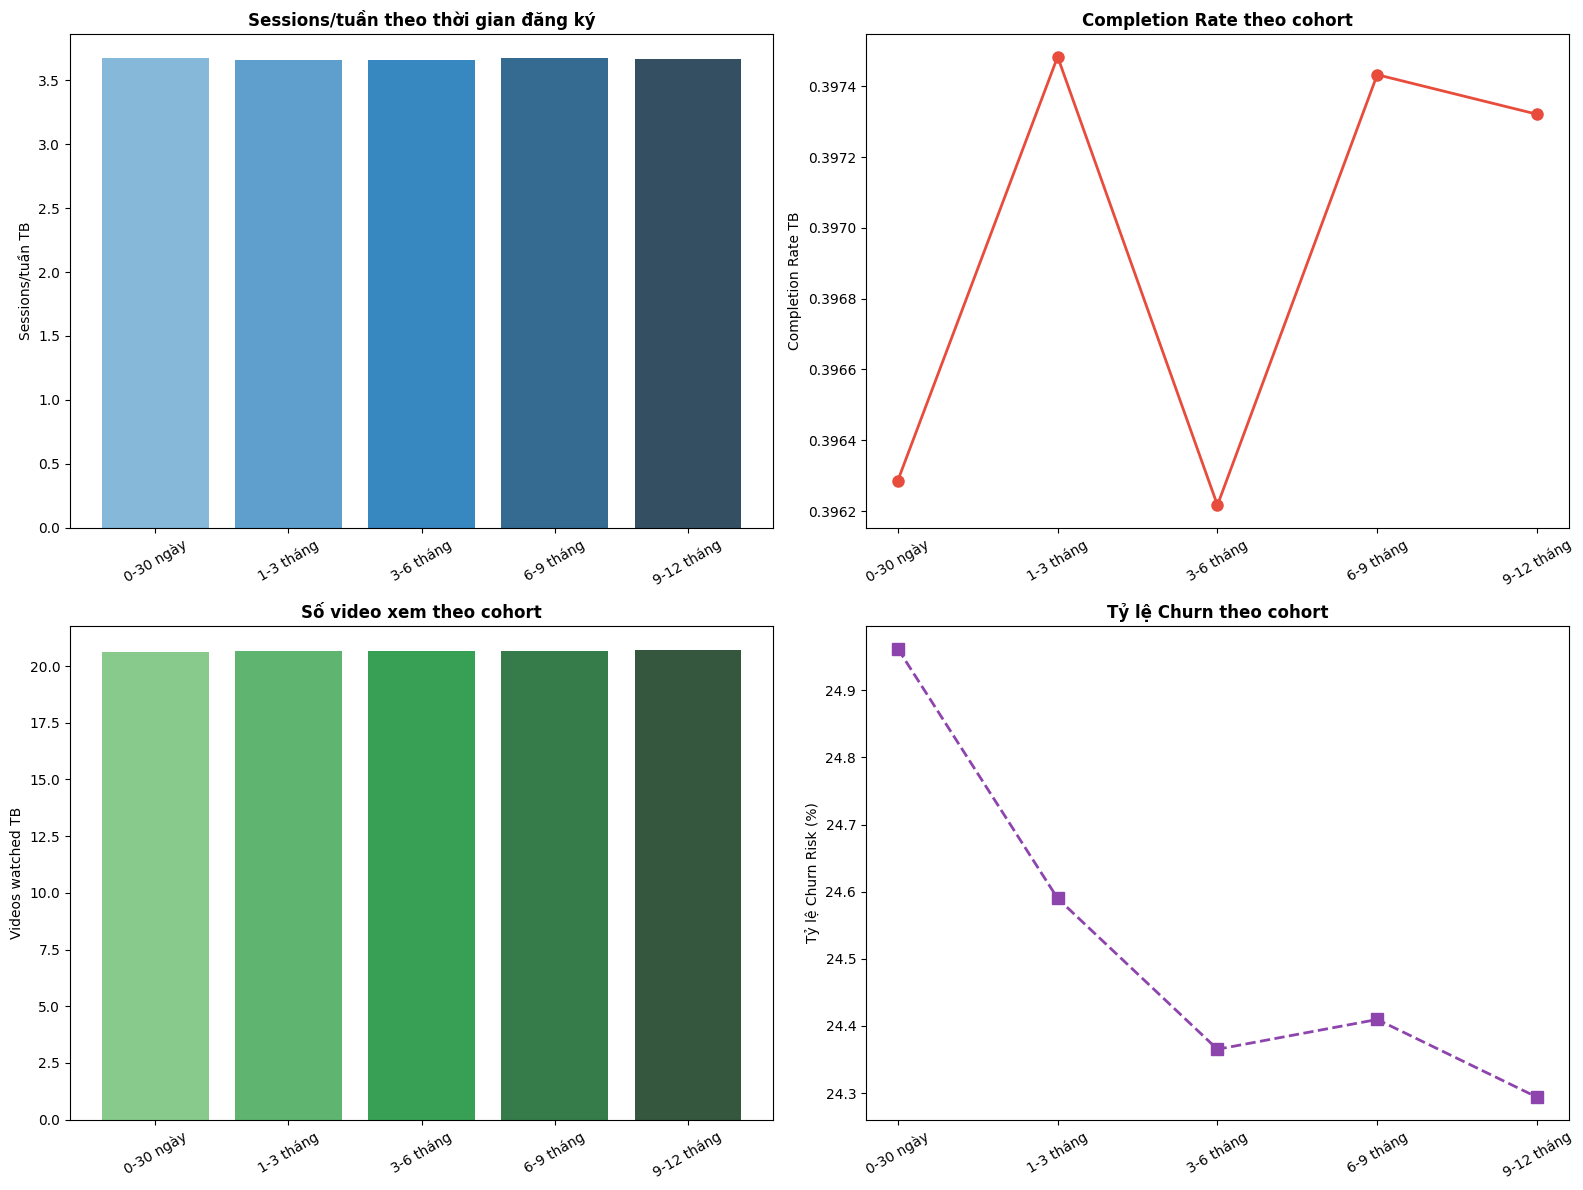 Sessions/tuần theo thời gian đăng ký
Sessions/tuần TB
3.5
3.0
2.5
2.0
1.5
1.0
0.5
0.0
0-30 ngày
1-3 tháng
3-6 tháng
6-9 tháng
9-12 tháng
Completion Rate theo cohort
Completion Rate TB
0.3974
0.3972
0.3970
0.3968
0.3966
0.3964
0.3962
0-30 ngày
1-3 tháng
3-6 tháng
6-9 tháng
9-12 tháng
Số video xem theo cohort
Videos watched TB
20.0
17.5
15.0
12.5
10.0
7.5
5.0
2.5
0.0
0-30 ngày
1-3 tháng
3-6 tháng
6-9 tháng
9-12 tháng
Tỷ lệ Churn theo cohort
Tỷ lệ Churn Risk (%)
24.9
24.8
24.7
24.6
24.5
24.4
24.3
0-30 ngày
1-3 tháng
3-6 tháng
6-9 tháng
9-12 tháng